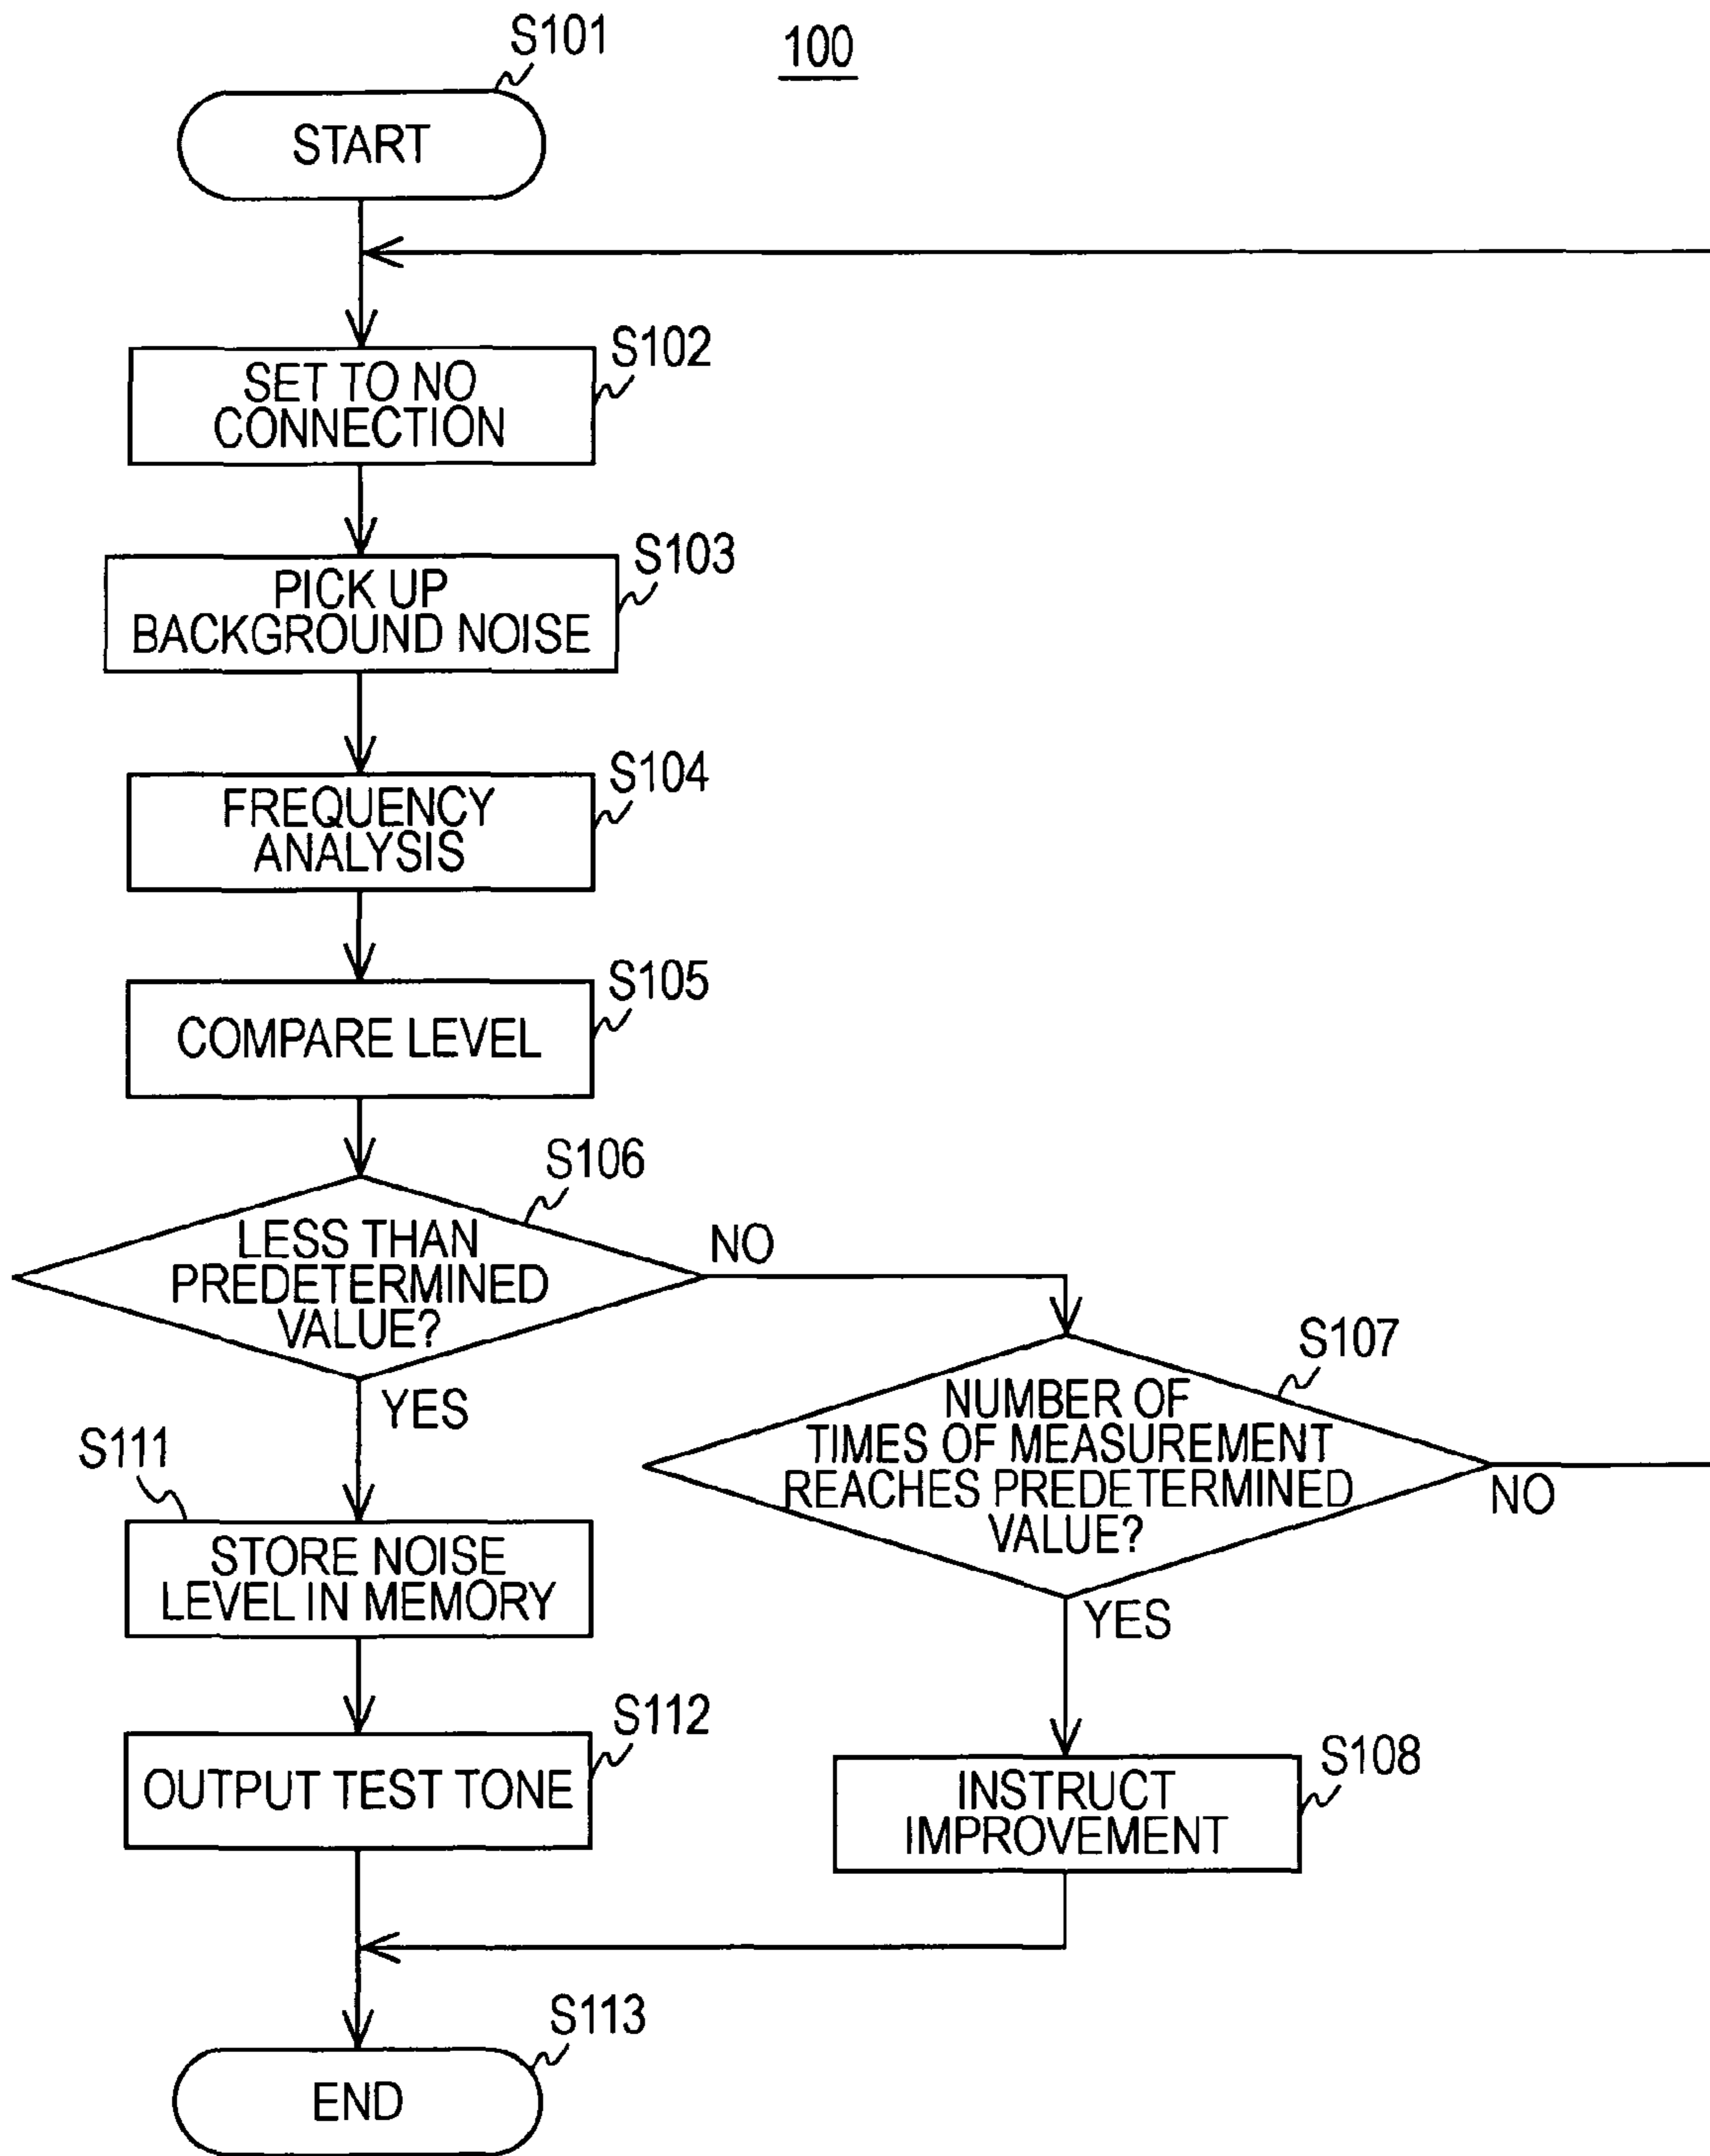 100
S101
START
S102
SET TO NO
CONNECTION
S103
PICK UP
BACKGROUND NOISE
S104
FREQUENCY
ANALYSIS
S105
COMPARE LEVEL
S106
LESS THAN
PREDETERMINED
VALUE?
NO
YES
S107
NUMBER OF
TIMES OF MEASUREMENT
REACHES PREDETERMINED
VALUE?
NO
YES
S111
STORE NOISE
LEVEL IN MEMORY
S112
OUTPUT TEST TONE
S108
INSTRUCT
IMPROVEMENT
S113
END